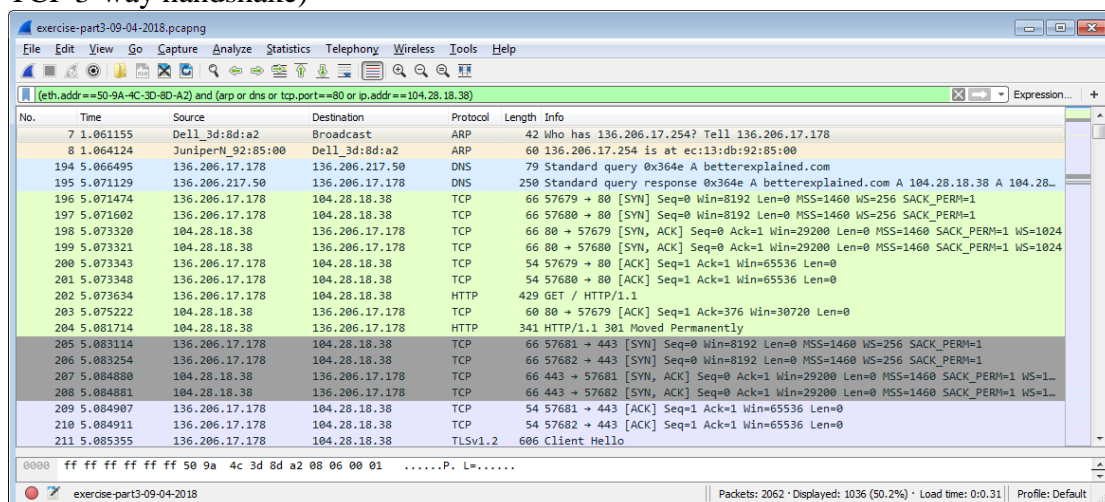 TCP 3-way handshake)
exercise-part3-09-04-2018.pcapng
File Edit View Go Capture Analyze Statistics Telephony Wireless Tools Help
(eth.addr==50-9A-4C-3D-8D-A2) and (arp or dns or tcp.port==80 or ip.addr==104.28.18.38) Expression... +
No. Time Source Destination Protocol Length Info
7 1.061155 Dell_3d:8d:a2 Broadcast ARP 42 Who has 136.206.17.254? Tell 136.206.17.178
8 1.064124 JuniperN_92:85:00 Dell_3d:8d:a2 ARP 60 136.206.17.254 is at ec:13:db:92:85:00
194 5.066495 136.206.17.178 136.206.217.50 DNS 79 Standard query 0x364e A betterexplained.com
195 5.071129 136.206.217.50 136.206.17.178 DNS 250 Standard query response 0x364e A betterexplained.com A 104.28.18.38 A 104.28…
196 5.071474 136.206.17.178 104.28.18.38 TCP 66 57679 → 80 [SYN] Seq=0 Win=8192 Len=0 MSS=1460 WS=256 SACK_PERM=1
197 5.071602 136.206.17.178 104.28.18.38 TCP 66 57680 → 80 [SYN] Seq=0 Win=8192 Len=0 MSS=1460 WS=256 SACK_PERM=1
198 5.073320 104.28.18.38 136.206.17.178 TCP 66 80 → 57679 [SYN, ACK] Seq=0 Ack=1 Win=29200 Len=0 MSS=1460 SACK_PERM=1 WS=1024
199 5.073321 104.28.18.38 136.206.17.178 TCP 66 80 → 57680 [SYN, ACK] Seq=0 Ack=1 Win=29200 Len=0 MSS=1460 SACK_PERM=1 WS=1024
200 5.073343 136.206.17.178 104.28.18.38 TCP 54 57679 → 80 [ACK] Seq=1 Ack=1 Win=65536 Len=0
201 5.073348 136.206.17.178 104.28.18.38 TCP 54 57680 → 80 [ACK] Seq=1 Ack=1 Win=65536 Len=0
202 5.073634 136.206.17.178 104.28.18.38 HTTP 429 GET / HTTP/1.1
203 5.075222 104.28.18.38 136.206.17.178 TCP 60 80 → 57679 [ACK] Seq=1 Ack=376 Win=30720 Len=0
204 5.081714 104.28.18.38 136.206.17.178 HTTP 341 HTTP/1.1 301 Moved Permanently
205 5.083114 136.206.17.178 104.28.18.38 TCP 66 57681 → 443 [SYN] Seq=0 Win=8192 Len=0 MSS=1460 WS=256 SACK_PERM=1
206 5.083254 136.206.17.178 104.28.18.38 TCP 66 57682 → 443 [SYN] Seq=0 Win=8192 Len=0 MSS=1460 WS=256 SACK_PERM=1
207 5.084880 104.28.18.38 136.206.17.178 TCP 66 443 → 57681 [SYN, ACK] Seq=0 Ack=1 Win=29200 Len=0 MSS=1460 SACK_PERM=1 WS=1…
208 5.084881 104.28.18.38 136.206.17.178 TCP 66 443 → 57682 [SYN, ACK] Seq=0 Ack=1 Win=29200 Len=0 MSS=1460 SACK_PERM=1 WS=1…
209 5.084907 136.206.17.178 104.28.18.38 TCP 54 57681 → 443 [ACK] Seq=1 Ack=1 Win=65536 Len=0
210 5.084911 136.206.17.178 104.28.18.38 TCP 54 57682 → 443 [ACK] Seq=1 Ack=1 Win=65536 Len=0
211 5.085355 136.206.17.178 104.28.18.38 TLSv1.2 606 Client Hello
0000 ff ff ff ff ff ff 50 9a 4c 3d 8d a2 08 06 00 01 ......P. L=......
exercise-part3-09-04-2018 Packets: 2062 · Displayed: 1036 (50.2%) · Load time: 0:0.31 Profile: Default